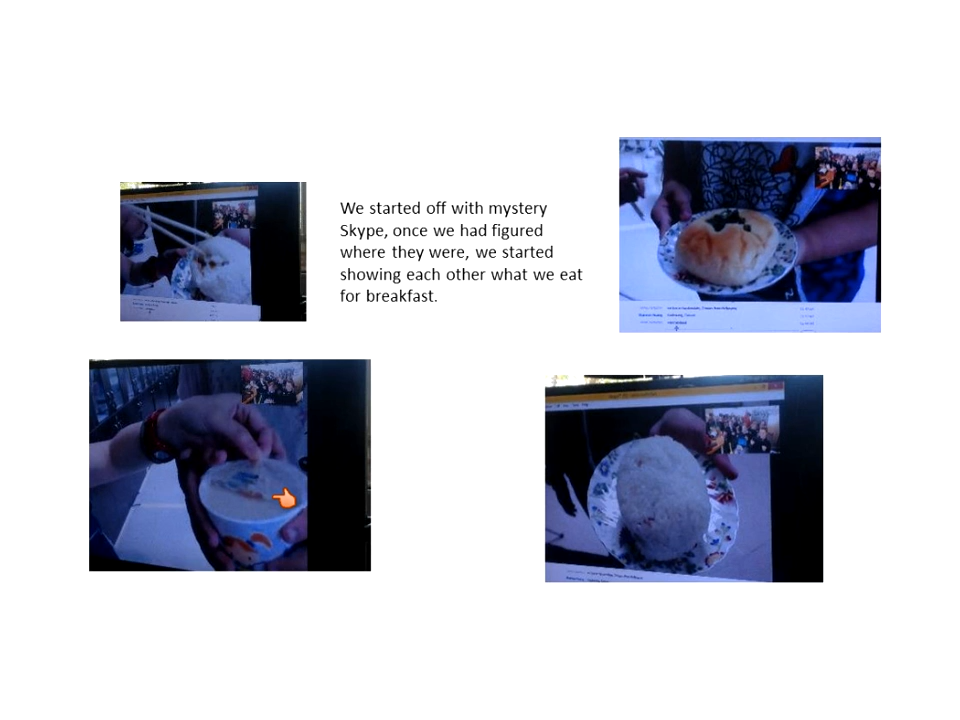 We started off with mystery
Skype, once we had figured
where they were, we started
showing each other what we eat
for breakfast.